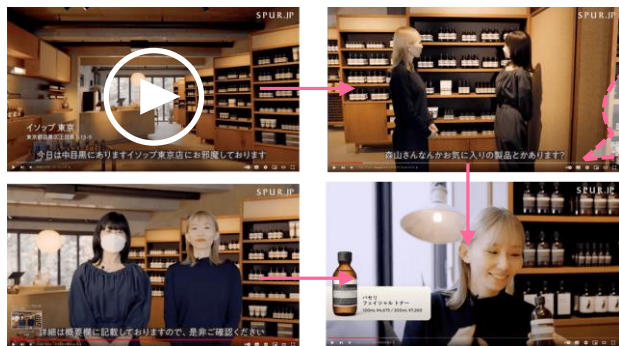 SPUR.JP
イソップ 東京
今日は中目黒にありますイソップ東京店にお邪魔しております
SPUR.JP
森山さんなんかお気に入りの製品とかあります?
SPUR.JP
詳細は概要欄に記載しておりますので、是非ご確認ください
SPUR.JP
パセリ
フェイシャル トナー